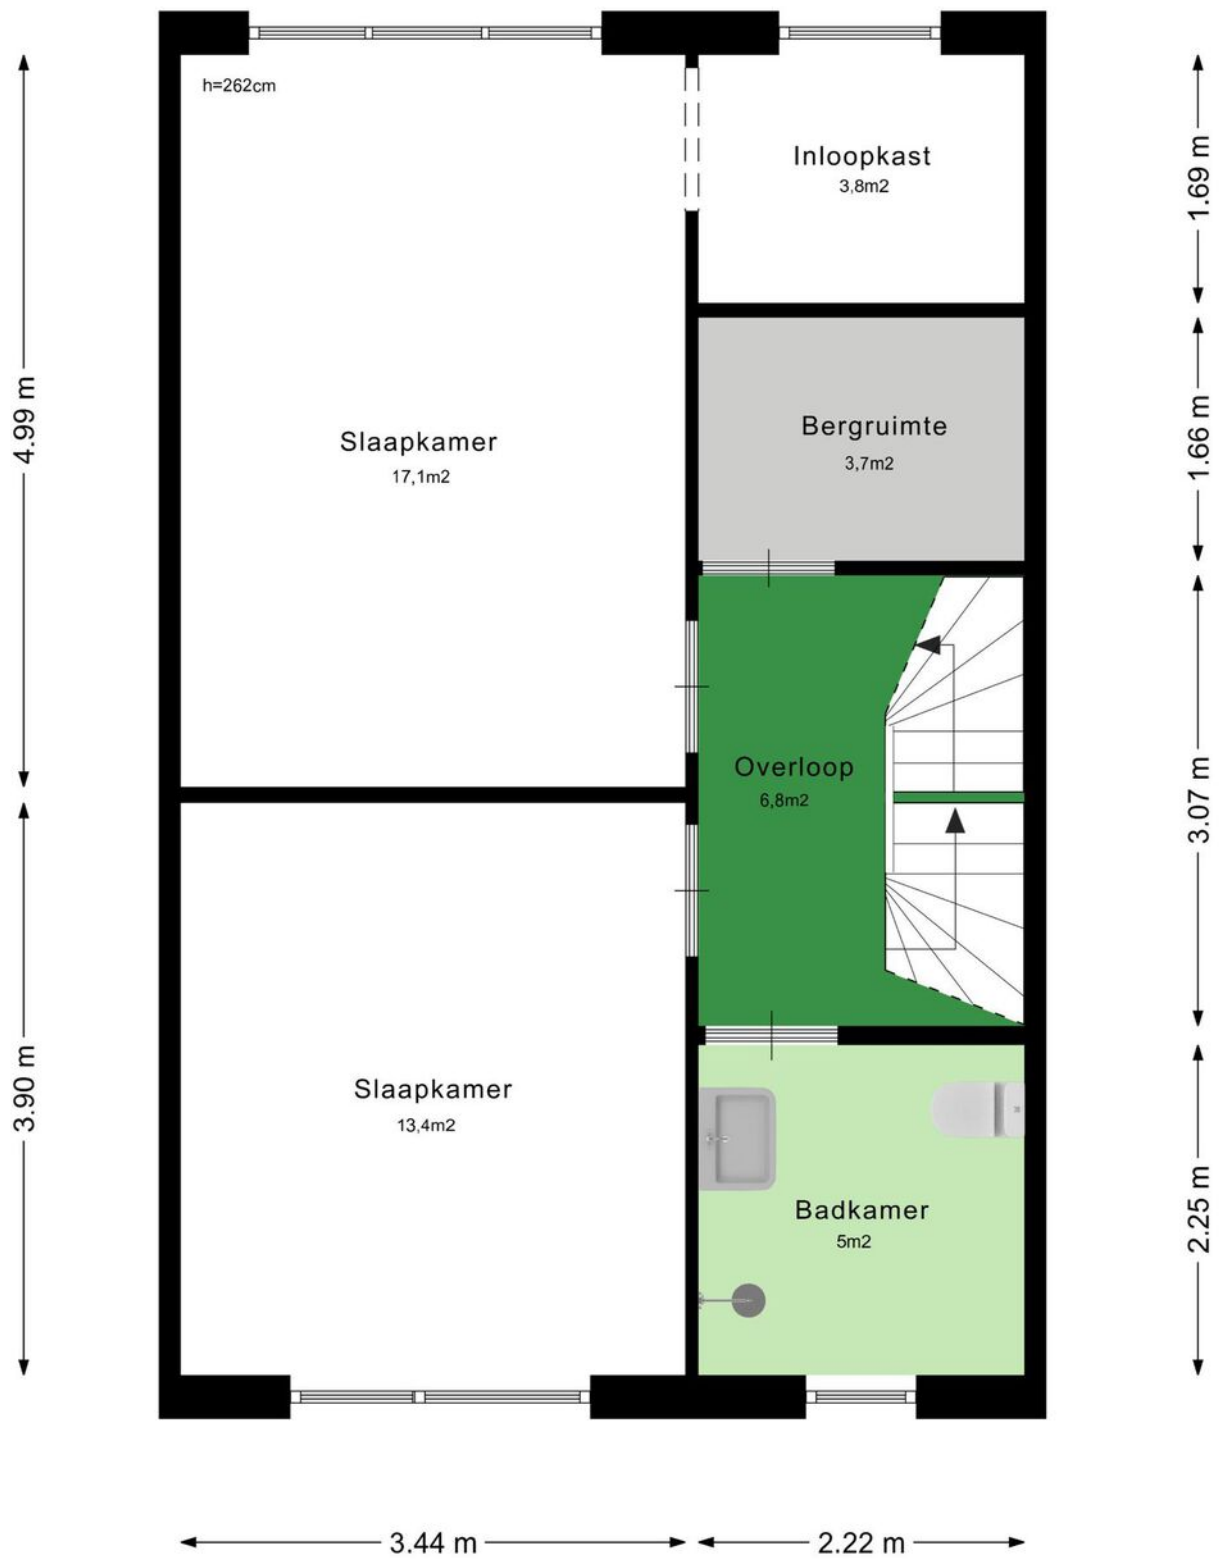 h=262cm
Inloopkast
3,8m2
1.69 m
4.99 m
Slaapkamer
17,1m2
Bergruimte
3,7m2
1.66 m
Overloop
6,8m2
3.07 m
3.90 m
Slaapkamer
13,4m2
Badkamer
5m2
2.25 m
3.44 m
2.22 m